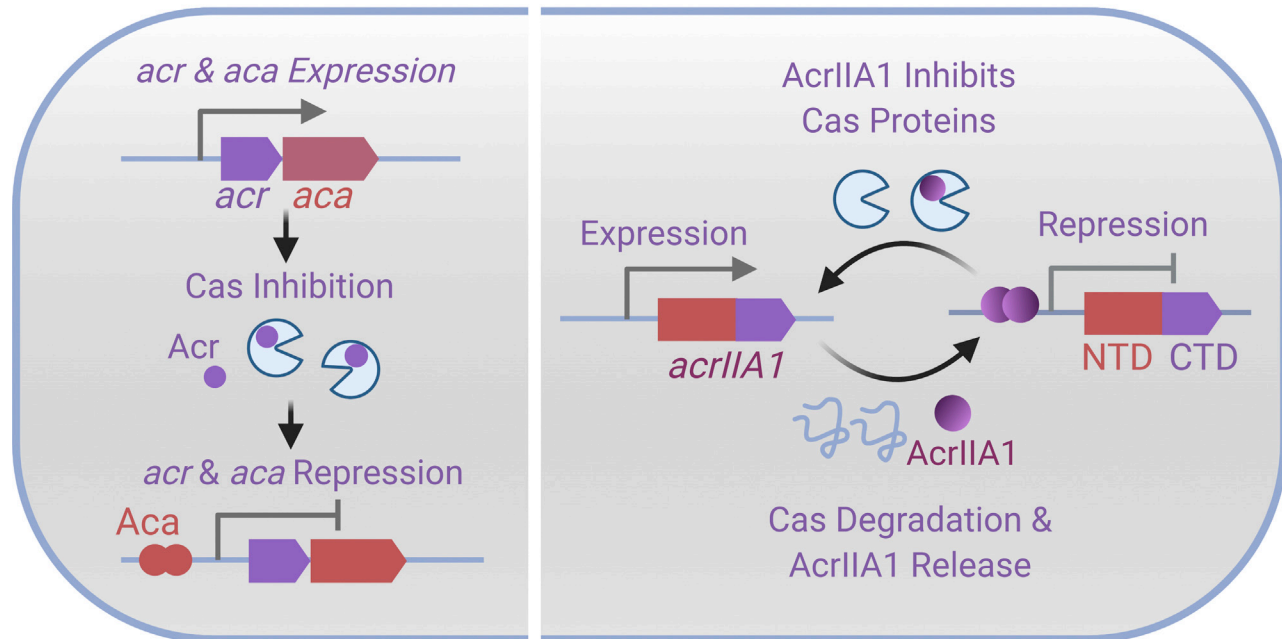 acr & aca Expression
acr aca
Cas Inhibition
Acr
acr & aca Repression
Aca
AcrIIA1 Inhibits
Cas Proteins
Expression
Repression
acrIIA1
NTD CTD
AcrIIA1
Cas Degradation &
AcrIIA1 Release